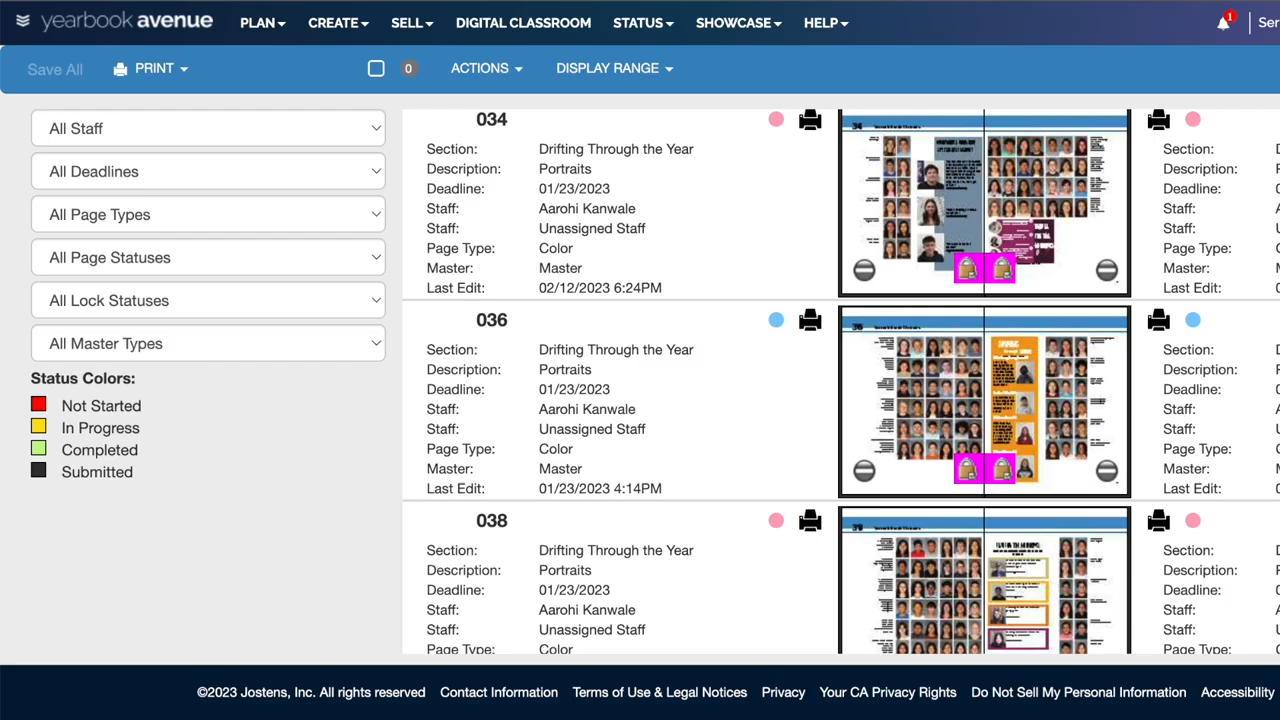 yearbook avenue PLAN CREATE SELL DIGITAL CLASSROOM STATUS SHOWCASE HELP 1 Ser
Save All PRINT 0 ACTIONS DISPLAY RANGE
All Staff
All Deadlines
All Page Types
All Page Statuses
All Lock Statuses
All Master Types
Status Colors:
Not Started
In Progress
Completed
Submitted
034
Section: Drifting Through the Year
Description: Portraits
Deadline: 01/23/2023
Staff: Aarohi Kanwale
Staff: Unassigned Staff
Page Type: Color
Master: Master
Last Edit: 02/12/2023 6:24PM
34
036
Section: Drifting Through the Year
Description: Portraits
Deadline: 01/23/2023
Staff: Aarohi Kanwale
Staff: Unassigned Staff
Page Type: Color
Master: Master
Last Edit: 01/23/2023 4:14PM
36
038
Section: Drifting Through the Year
Description: Portraits
Deadline: 01/23/2023
Staff: Aarohi Kanwale
Staff: Unassigned Staff
Page Type: Color
38
Section:
Description:
Deadline:
Staff:
Staff:
Page Type:
Master:
Last Edit:
Section:
Description:
Deadline:
Staff:
Staff:
Page Type:
Master:
Last Edit:
Section:
Description:
Deadline:
Staff:
Staff:
Page Type:
©2023 Jostens, Inc. All rights reserved Contact Information Terms of Use & Legal Notices Privacy Your CA Privacy Rights Do Not Sell My Personal Information Accessibility